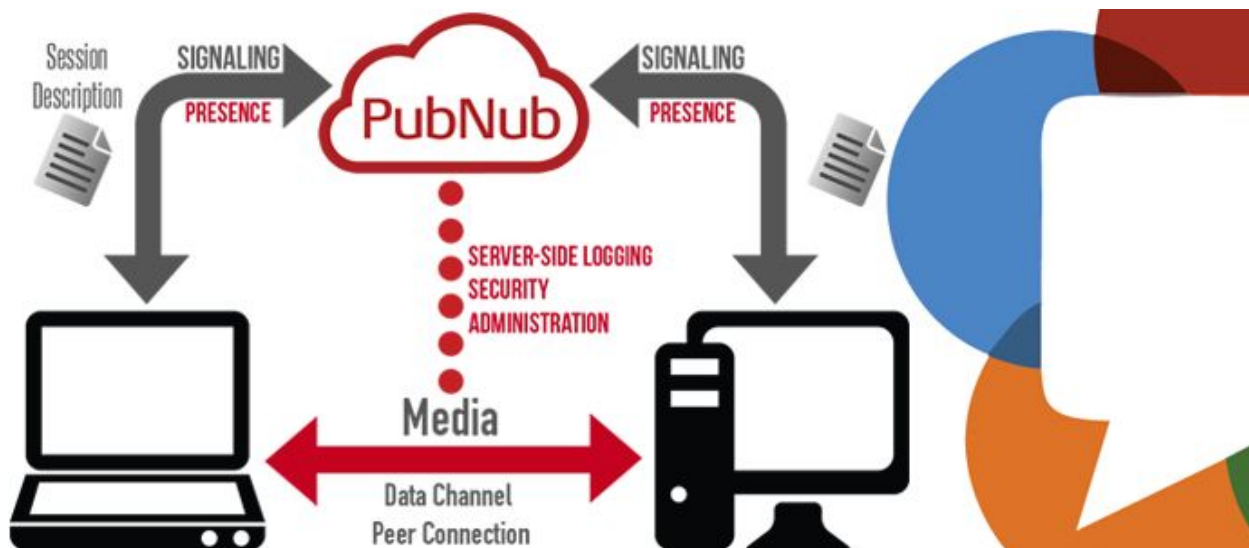 Session
Description
SIGNALING
PRESENCE
PubNub
SIGNALING
PRESENCE
SERVER-SIDE LOGGING
SECURITY
ADMINISTRATION
Media
Data Channel
Peer Connection